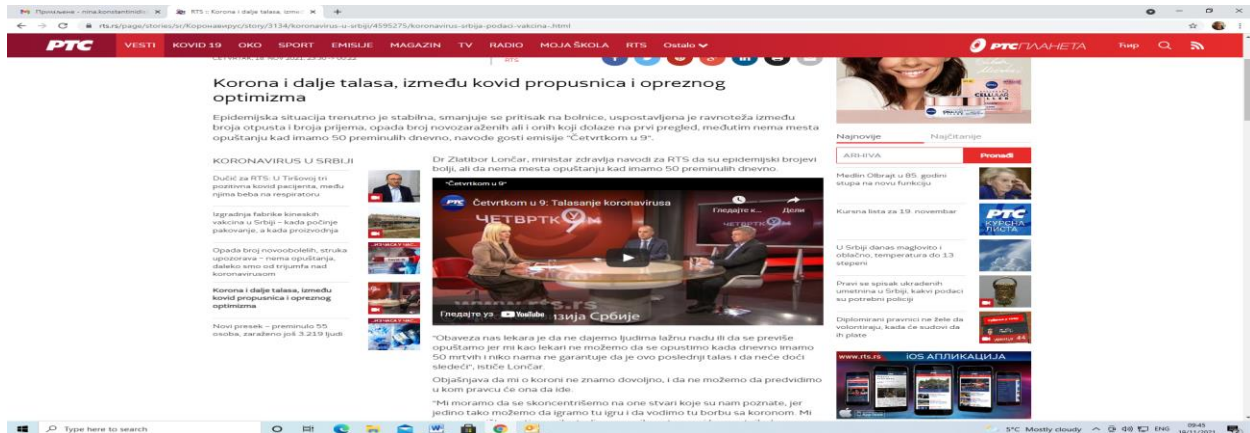 rts.rs/page/stories/sr/Коронавирус/story/3134/koronavirus-u-srbiji/4595275/koronavirus-srbija-podaci-vakcina-.html
РТС
VESTI KOVID 19 OKO SPORT EMISIJE MAGAZIN TV RADIO MOJA ŠKOLA RTS Ostalo
РТС ПЛАНЕТА
Ћир
RTS
Korona i dalje talasa, između kovid propusnica i opreznog
optimizma
Epidemijska situacija trenutno je stabilna, smanjuje se pritisak na bolnice, uspostavljena je ravnoteža između
broja otpusta i broja prijema, opada broj novozaraženih ali i onih koji dolaze na prvi pregled, međutim nema mesta
opuštanju kad imamo 50 preminulih dnevno, navode gosti emisije "Četvrtkom u 9".
KORONAVIRUS U SRBIJI
Dučić za RTS: U Tiršovoj tri
pozitivna kovid pacijenta, među
njima beba na respiratoru
Izgradnja fabrike kineskih
vakcina u Srbiji – kada počinje
pakovanje, a kada proizvodnja
Opada broj novoobolelih, struka
upozorava – nema opuštanja,
daleko smo od trijumfa nad
koronavirusom
Korona i dalje talasa, između
kovid propusnica i opreznog
optimizma
Novi presek – preminulo 55
osoba, zaraženo još 3.219 ljudi
Dr Zlatibor Lončar, ministar zdravlja navodi za RTS da su epidemijski brojevi
bolji, ali da nema mesta opuštanju kad imamo 50 preminulih dnevno.
"Četvrtkom u 9"
Četvrtkom u 9: Talasanje koronavirusa
Гледајте к... Дели
ЧЕТВРТКОМ
www.rts.rs
Гледајте уз YouTube
зија Србије
"Obaveza nas lekara je da ne dajemo ljudima lažnu nadu ili da se previše
opuštamo jer mi kao lekari ne možemo da se opustimo kada dnevno imamo
50 mrtvih i niko nama ne garantuje da je ovo poslednji talas i da neće doći
sledeći", ističe Lončar.
Objašnjava da mi o koroni ne znamo dovoljno, i da ne možemo da predvidimo
u kom pravcu će ona da ide.
"Mi moramo da se skoncentrišemo na one stvari koje su nam poznate, jer
jedino tako možemo da igramo tu igru i da vodimo tu borbu sa koronom. Mi
NIVEA
CELLULAR
Najnovije Najčitanije
ARHIVA Pronađi
Medlin Olbrajt u 85. godini
stupa na novu funkciju
Kursna lista za 19. novembar
РТС
КУРСНА
ЛИСТА
U Srbiji danas maglovito i
oblačno, temperatura do 13
stepeni
Pravi se spisak ukradenih
umetnina u Srbiji, kakvi podaci
su potrebni policiji
Diplomirani pravnici ne žele da
volontiraju, kada će sudovi da
ih plate
www.rts.rs iOS АПЛИКАЦИЈА
Type here to search
5°C Mostly cloudy
ENG
09:45
19/11/2021